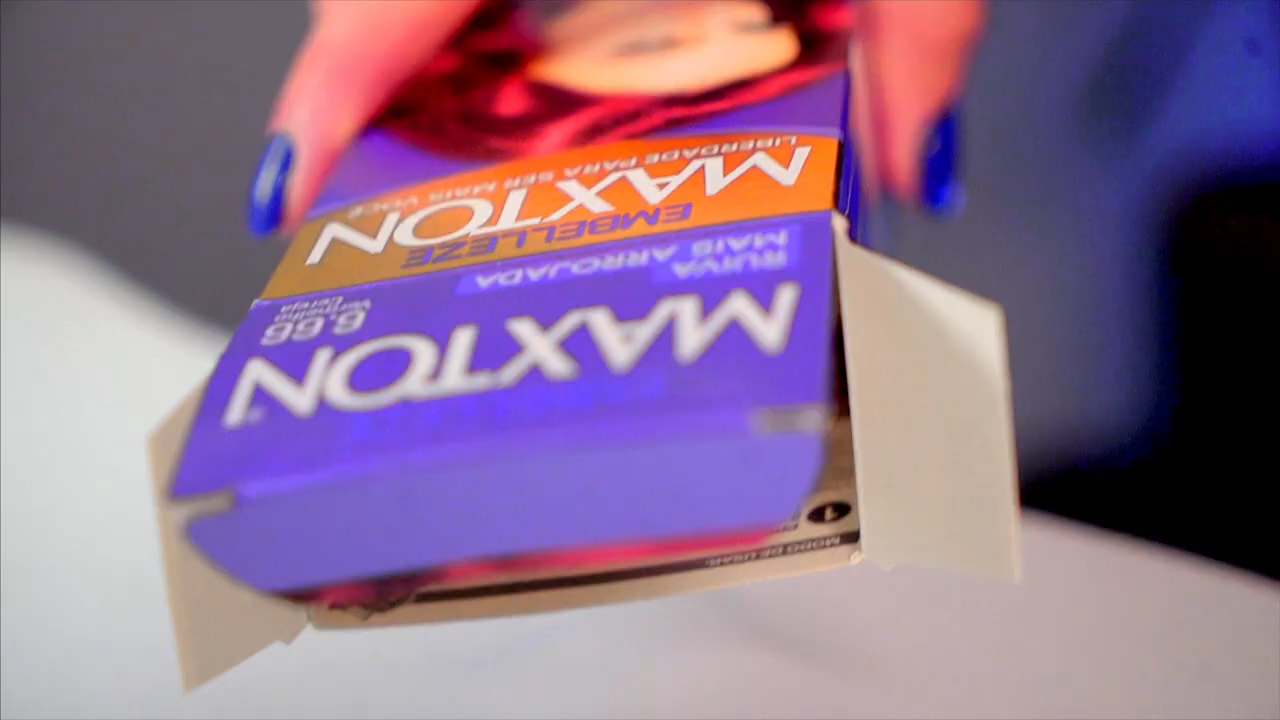 MAXTON
6.66
Vermelho
Cereja
RUIVA
MAIS ARROJADA
EMBELLEZE
MAXTON
LIBERDADE PARA SER MAIS VOCÊ
MODO DE USAR:
1